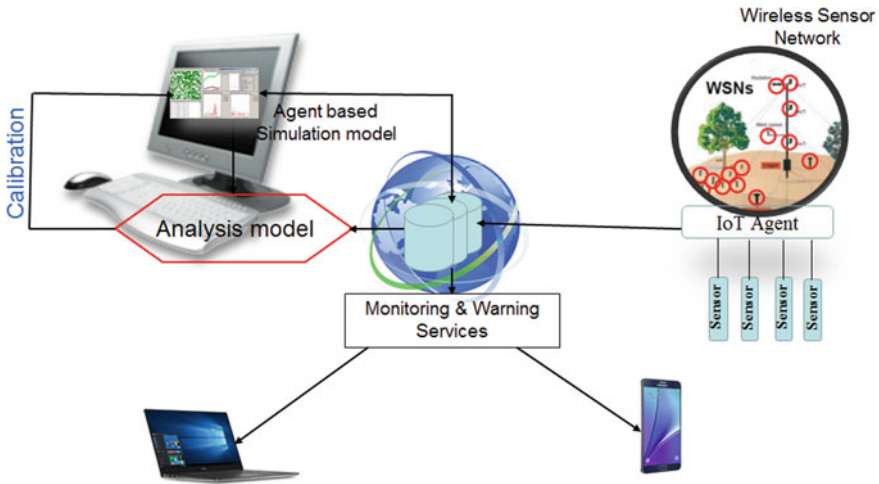 Wireless Sensor
Network
WSNs
Agent based
Simulation model
Calibration
Analysis model
IoT Agent
Monitoring & Warning
Services
Sensor
Sensor
Sensor
Sensor